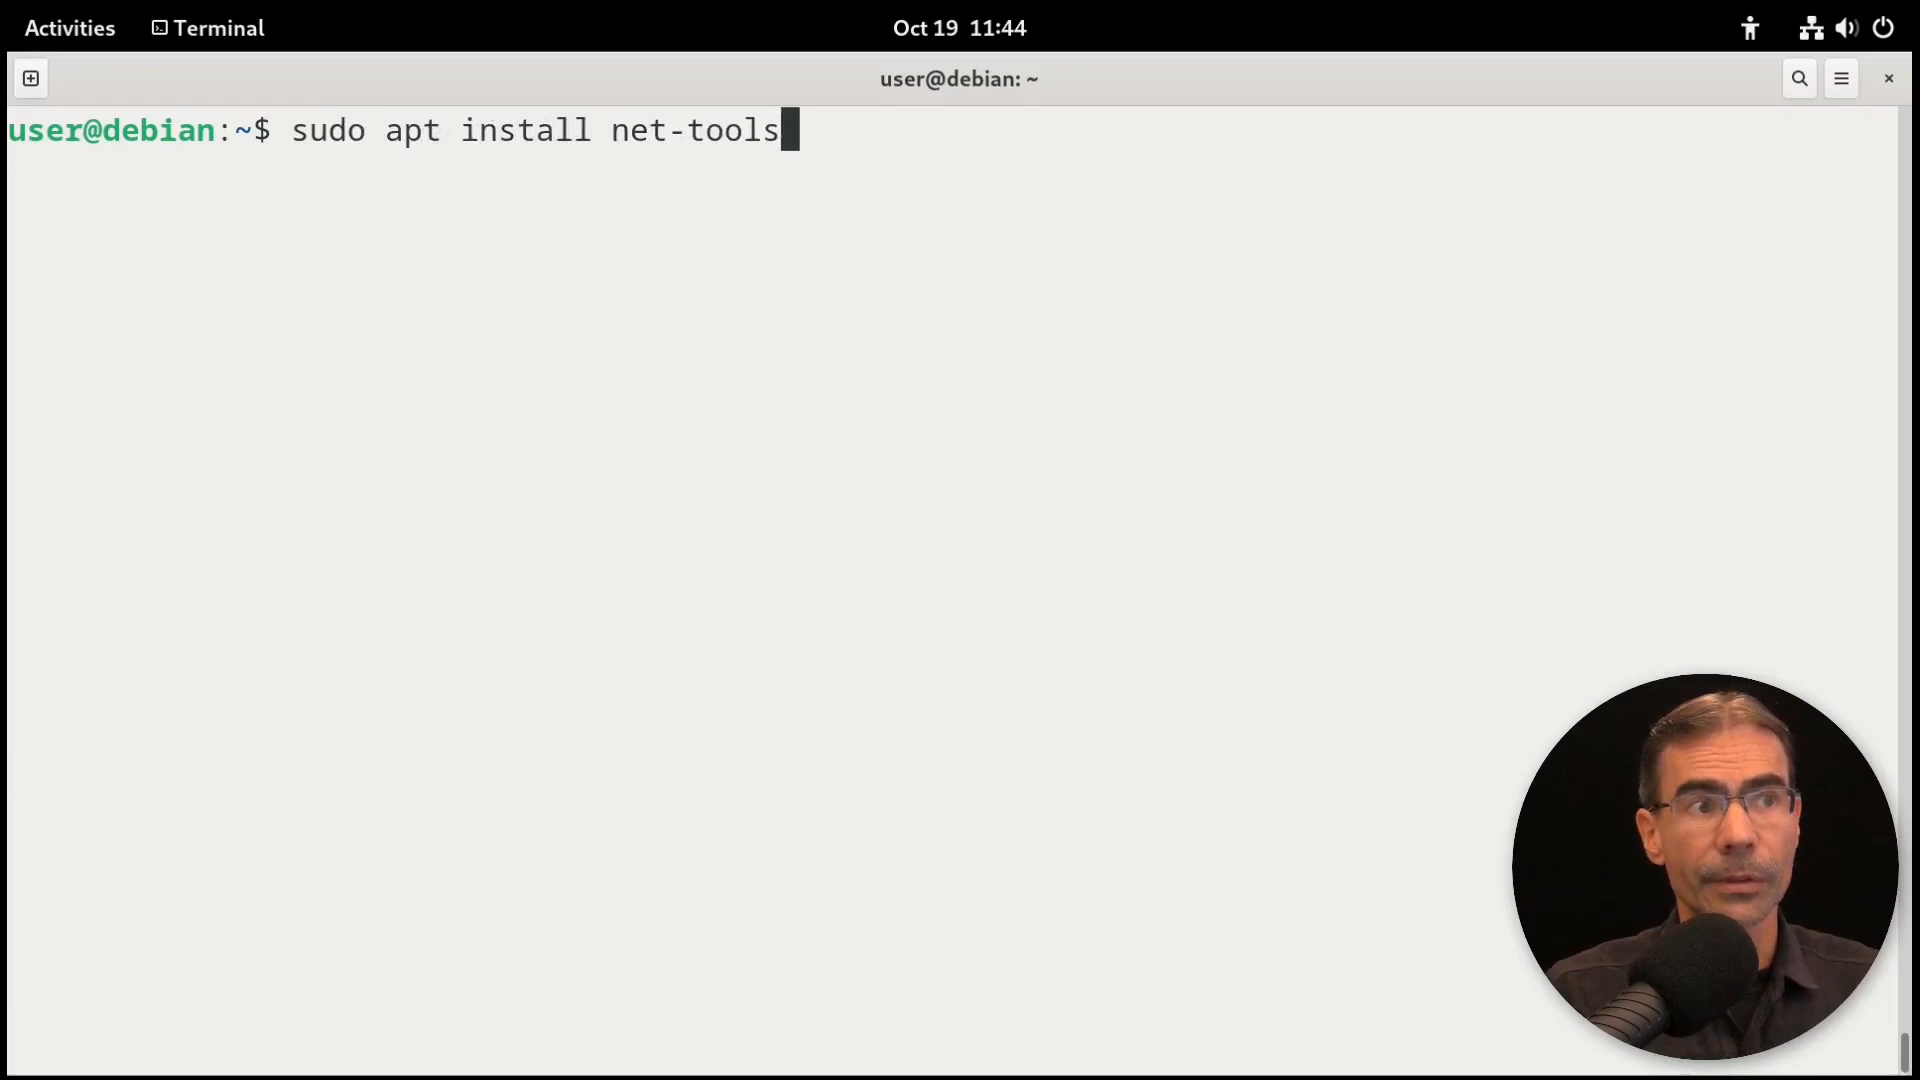 Activities Terminal Oct 19 11:44
user@debian: ~
user@debian:~$ sudo apt install net-tools